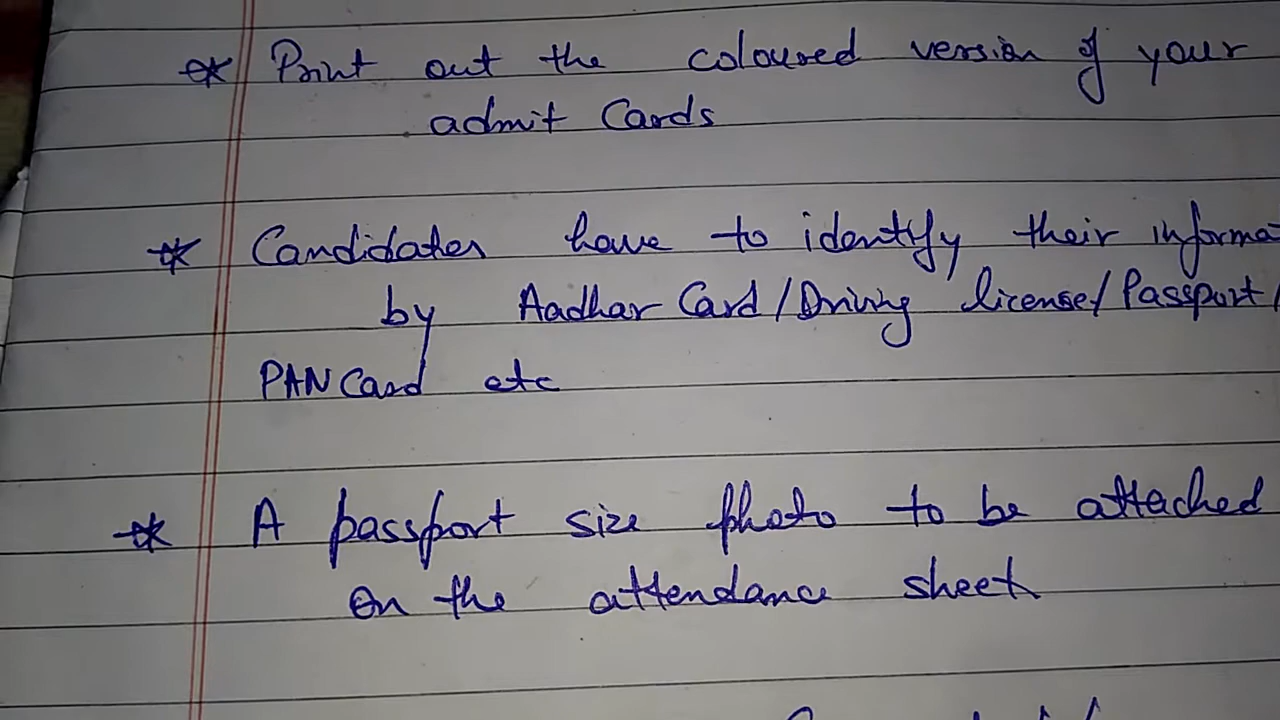 * Print out the coloured version of your
admit Cards
* Candidates have to identify their informa
by Aadhar Card/Driving license/Passport/
PAN Card etc
* A passport size photo to be attached
on the attendance sheet